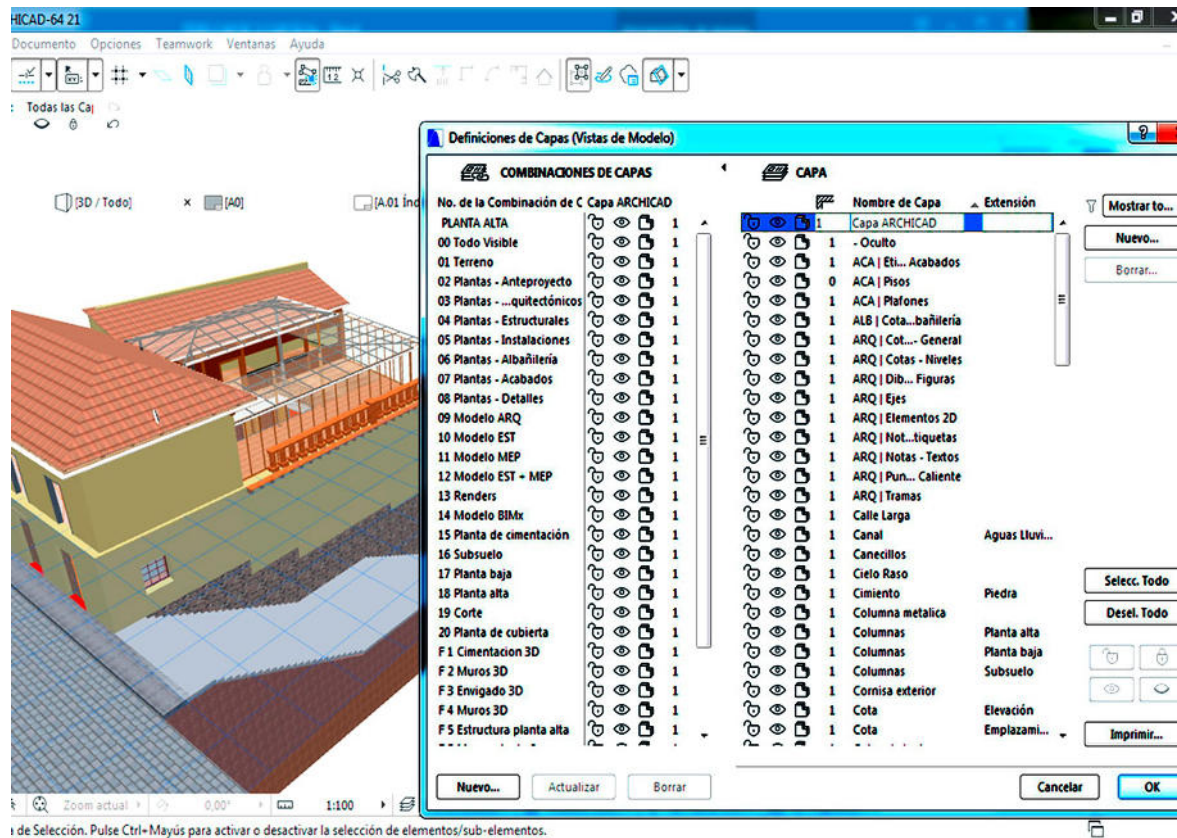 HICAD-64 21
Documento Opciones Teamwork Ventanas Ayuda
: Todas las Ca
[3D / Todo] × [A0] [A.01 Índ
Definiciones de Capas (Vistas de Modelo)
COMBINACIONES DE CAPAS
No. de la Combinación de C Capa ARCHICAD
PLANTA ALTA 1
00 Todo Visible 1
01 Terreno 1
02 Plantas - Anteproyecto 1
03 Plantas - ...quitectónicos 1
04 Plantas - Estructurales 1
05 Plantas - Instalaciones 1
06 Plantas - Albañilería 1
07 Plantas - Acabados 1
08 Plantas - Detalles 1
09 Modelo ARQ 1
10 Modelo EST 1
11 Modelo MEP 1
12 Modelo EST + MEP 1
13 Renders 1
14 Modelo BIMx 1
15 Planta de cimentación 1
16 Subsuelo 1
17 Planta baja 1
18 Planta alta 1
19 Corte 1
20 Planta de cubierta 1
F 1 Cimentacion 3D 1
F 2 Muros 3D 1
F 3 Envigado 3D 1
F 4 Muros 3D 1
F 5 Estructura planta alta 1
Nuevo... Actualizar Borrar
CAPA
Nombre de Capa Extensión
1 Capa ARCHICAD
1 - Oculto
1 ACA | Eti... Acabados
0 ACA | Pisos
1 ACA | Plafones
1 ALB | Cota...bañilería
1 ARQ | Cot...- General
1 ARQ | Cotas - Niveles
1 ARQ | Dib... Figuras
1 ARQ | Ejes
1 ARQ | Elementos 2D
1 ARQ | Not...tiquetas
1 ARQ | Notas - Textos
1 ARQ | Pun... Caliente
1 ARQ | Tramas
1 Calle Larga
1 Canal Aguas Lluvi...
1 Canecillos
1 Cielo Raso
1 Cimiento Piedra
1 Columna metalica
1 Columnas Planta alta
1 Columnas Planta baja
1 Columnas Subsuelo
1 Cornisa exterior
1 Cota Elevación
1 Cota Emplazami...
Mostrar to...
Nuevo...
Borrar...
Selecc. Todo
Desel. Todo
Imprimir...
Cancelar OK
Zoom actual 0,00° 1:100
de Selección. Pulse Ctrl+Mayús para activar o desactivar la selección de elementos/sub-elementos.